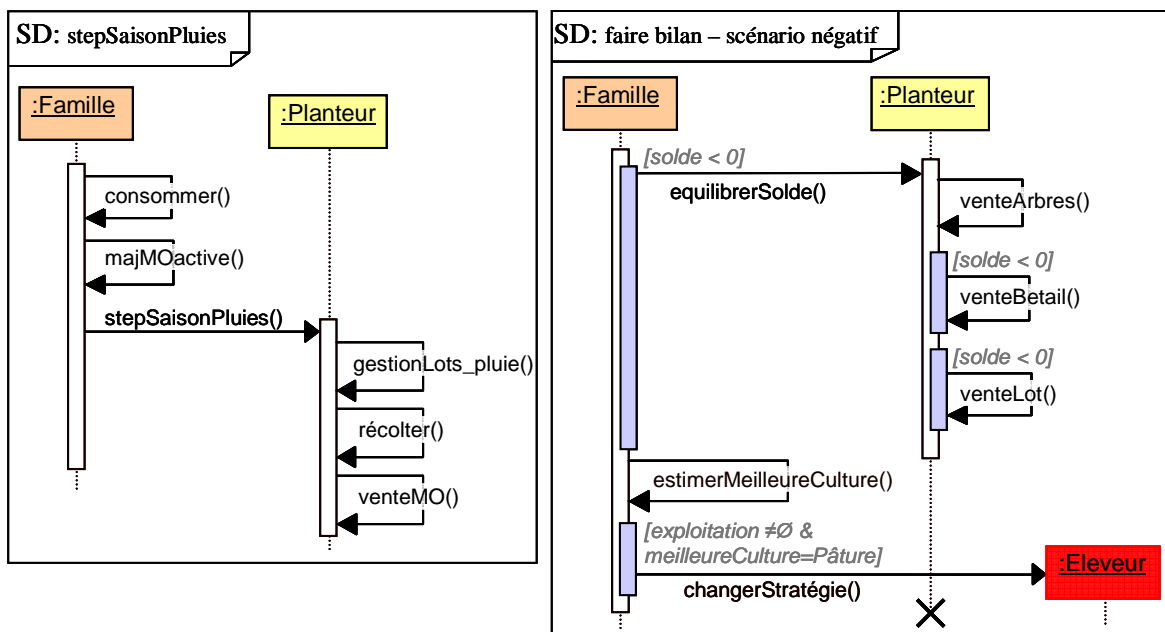 SD: stepSaisonPluies
:Famille
:Planteur
consommer()
majMOactive()
stepSaisonPluies()
gestionLots_pluie()
récolter()
venteMO()
SD: faire bilan – scénario négatif
:Famille
:Planteur
[solde < 0]
equilibrerSolde()
venteArbres()
[solde < 0]
venteBetail()
[solde < 0]
venteLot()
estimerMeilleureCulture()
[exploitation ≠Ø &
meilleureCulture=Pâture]
changerStratégie()
:Eleveur